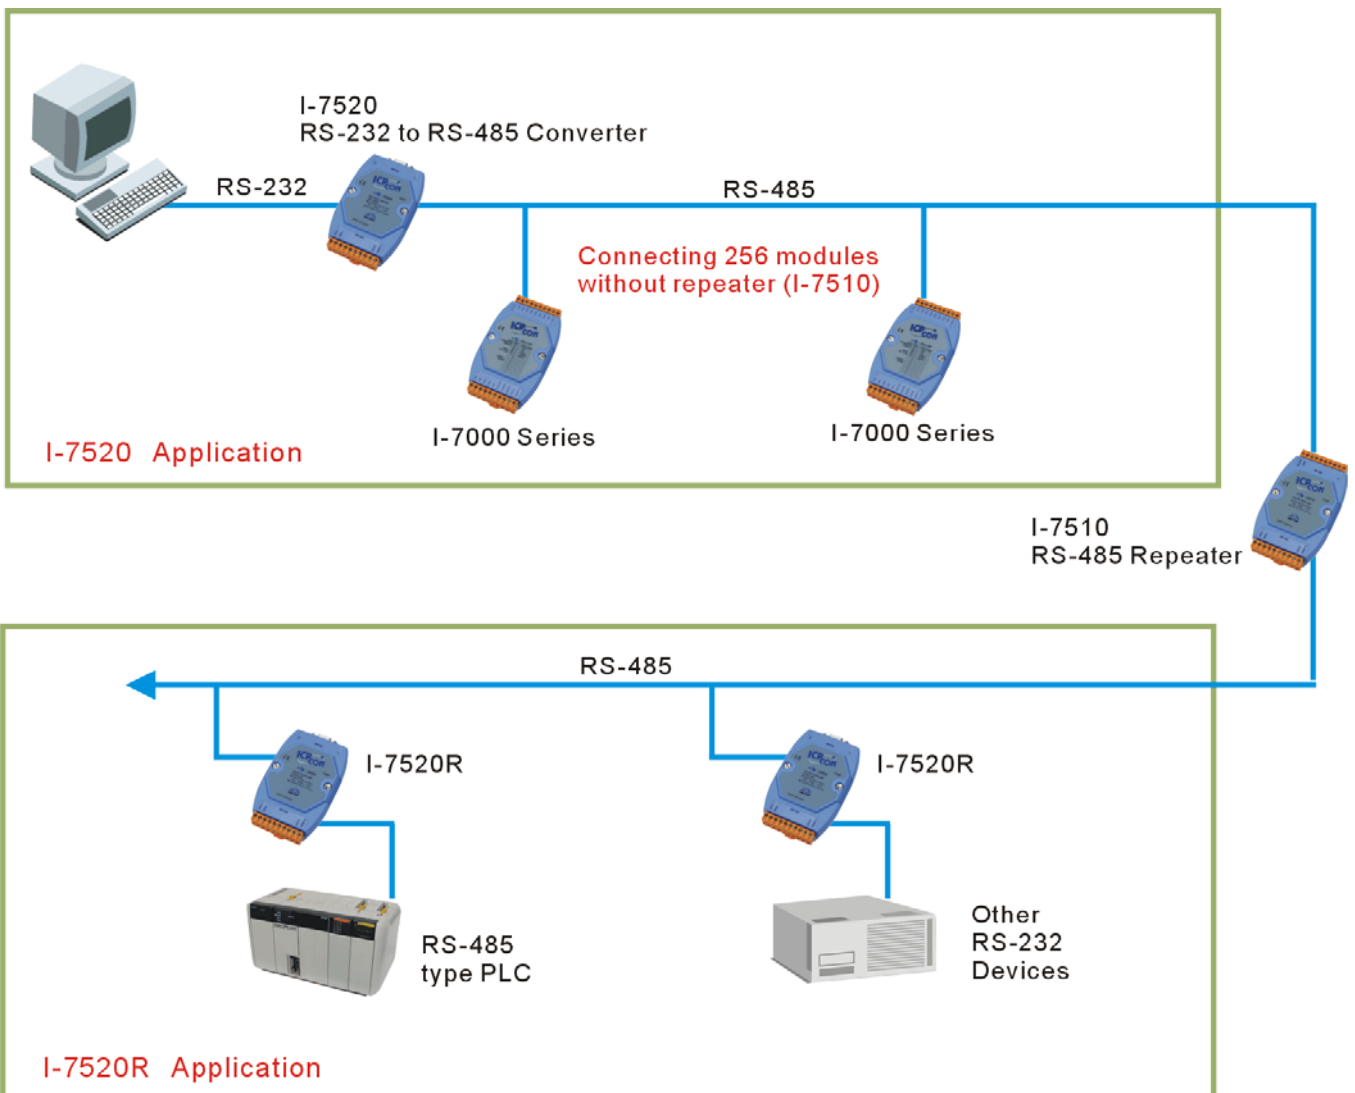 I-7520
RS-232 to RS-485 Converter
RS-232
RS-485
Connecting 256 modules
without repeater (I-7510)
I-7000 Series
I-7000 Series
I-7520 Application
I-7510
RS-485 Repeater
RS-485
I-7520R
I-7520R
RS-485
type PLC
Other
RS-232
Devices
I-7520R Application